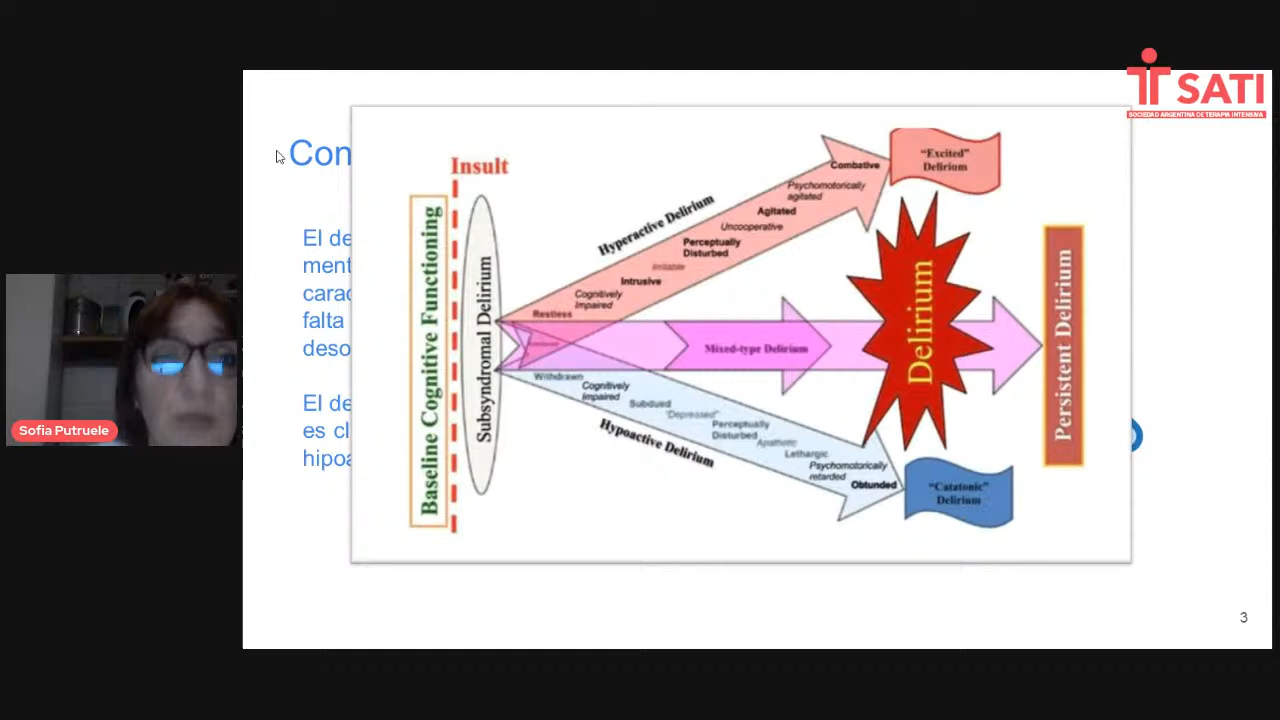 SATI
SOCIEDAD ARGENTINA DE TERAPIA INTENSIVA
Con
El de
ment
carac
falta
deso
El de
es cl
hipoa
Insult
Baseline Cognitive Functioning
Subsyndromal Delirium
Hyperactive Delirium
Restless
Cognitively
Impaired
Intrusive
Irritable
Perceptually
Disturbed
Uncooperative
Agitated
Psychomotorically
agitated
Combative
"Excited"
Delirium
Mixed-type Delirium
Delirium
Persistent Delirium
Withdrawn
Cognitively
Impaired
Subdued
"Depressed"
Perceptually
Disturbed
Apathetic
Lethargic
Psychomotorically
retarded
Obtunded
Hypoactive Delirium
"Catatonic"
Delirium
Sofia Putruele
3